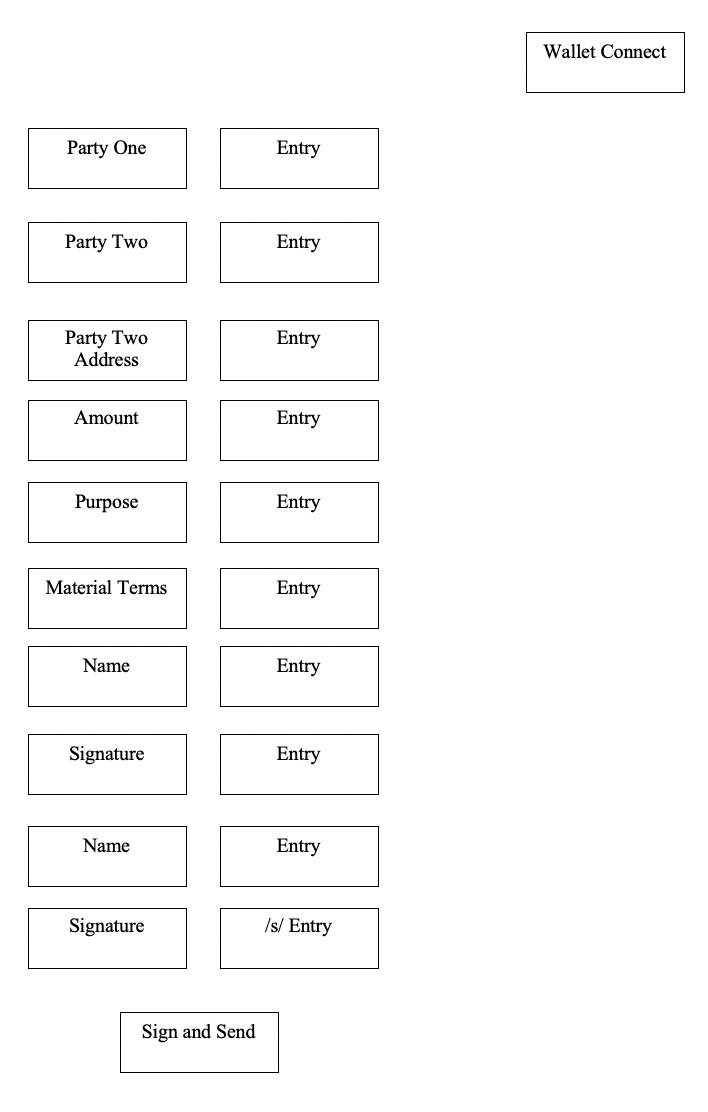 Wallet Connect
Party One
Entry
Party Two
Entry
Party Two
Address
Entry
Amount
Entry
Purpose
Entry
Material Terms
Entry
Name
Entry
Signature
Entry
Name
Entry
Signature
/s/ Entry
Sign and Send